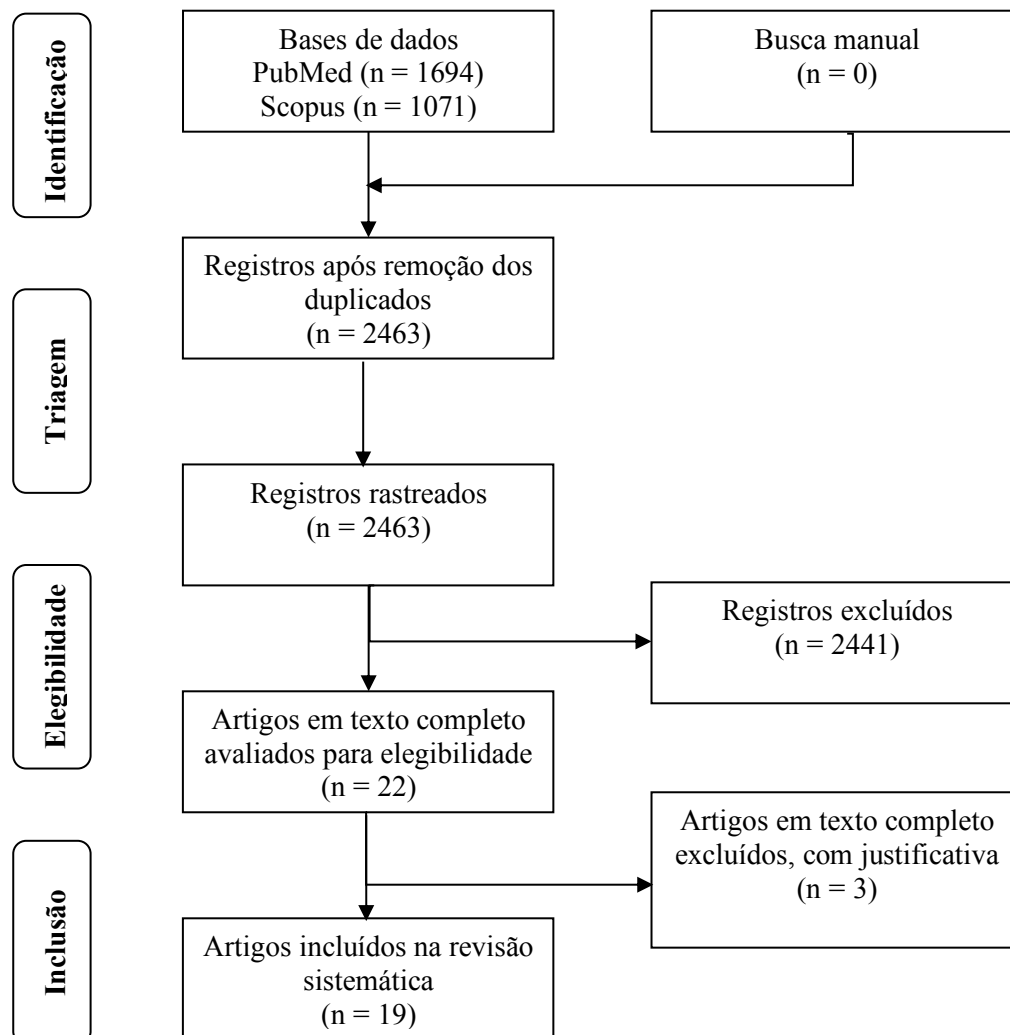 Identificação
Bases de dados
PubMed (n = 1694)
Scopus (n = 1071)
Busca manual
(n = 0)
Triagem
Registros após remoção dos
duplicados
(n = 2463)
Registros rastreados
(n = 2463)
Elegibilidade
Registros excluídos
(n = 2441)
Artigos em texto completo
avaliados para elegibilidade
(n = 22)
Artigos em texto completo
excluídos, com justificativa
(n = 3)
Inclusão
Artigos incluídos na revisão
sistemática
(n = 19)